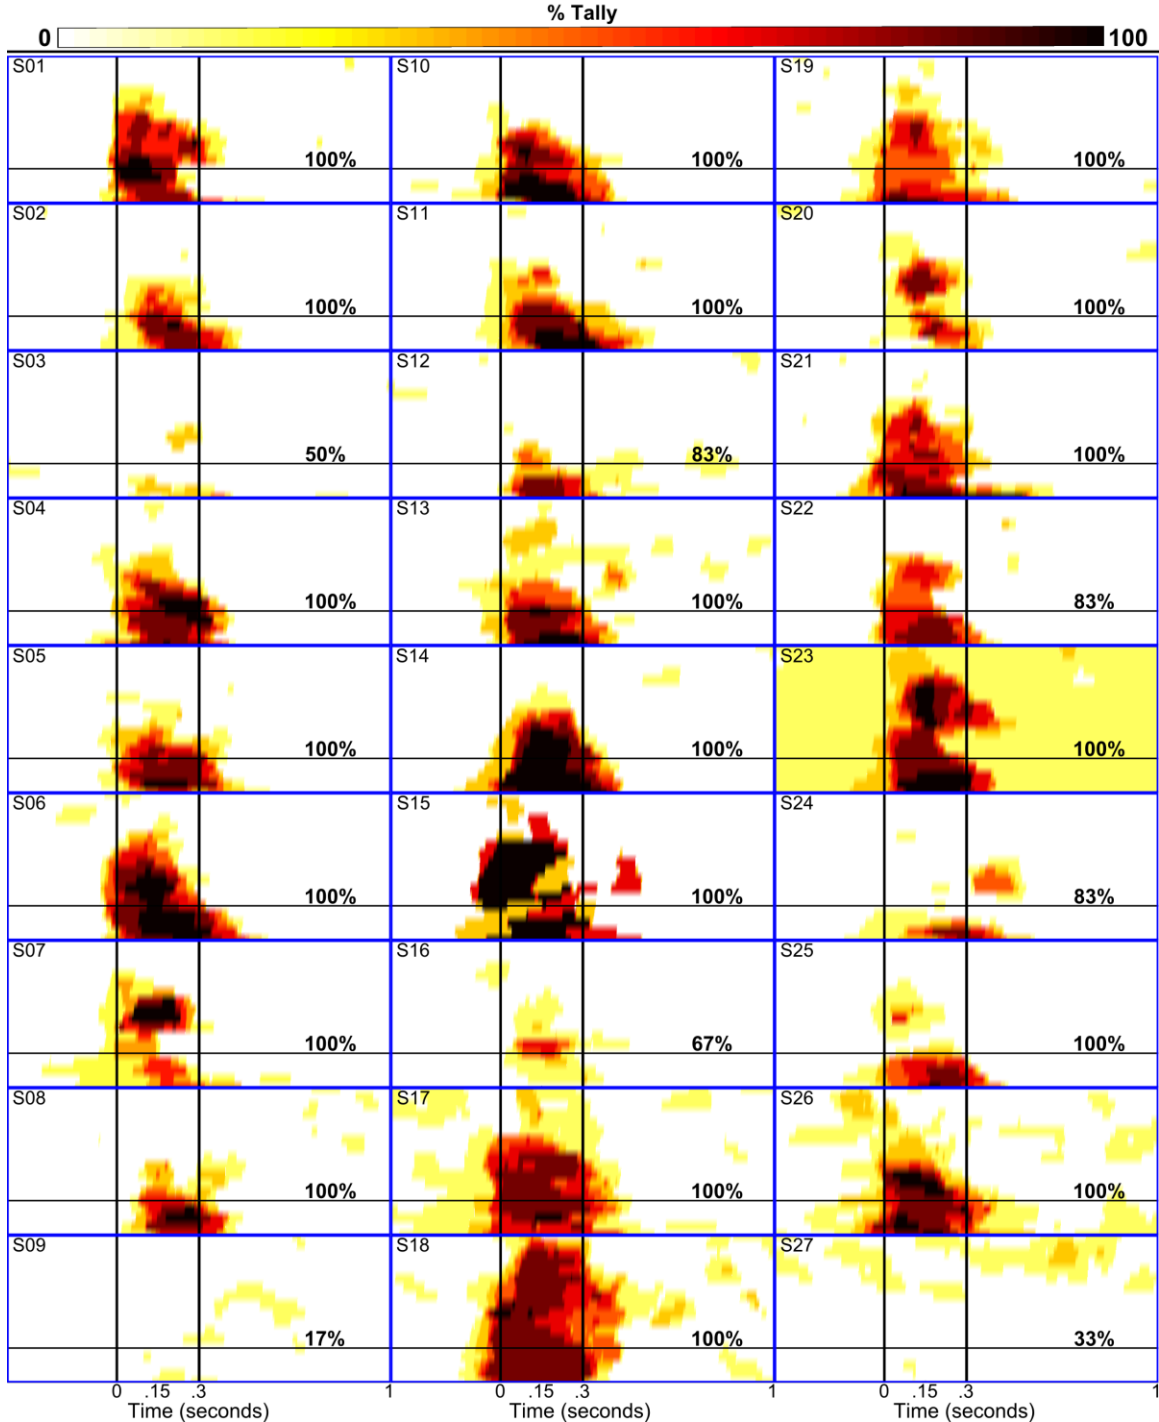 % Tally
0 100
S01 S10 S19
100% 100% 100%
S02 S11 S20
100% 100% 100%
S03 S12 S21
50% 83% 100%
S04 S13 S22
100% 100% 83%
S05 S14 S23
100% 100% 100%
S06 S15 S24
100% 100% 83%
S07 S16 S25
100% 67% 100%
S08 S17 S26
100% 100% 100%
S09 S18 S27
17% 100% 33%
0 .15 .3 1 0 .15 .3 1 0 .15 .3 1
Time (seconds) Time (seconds) Time (seconds)